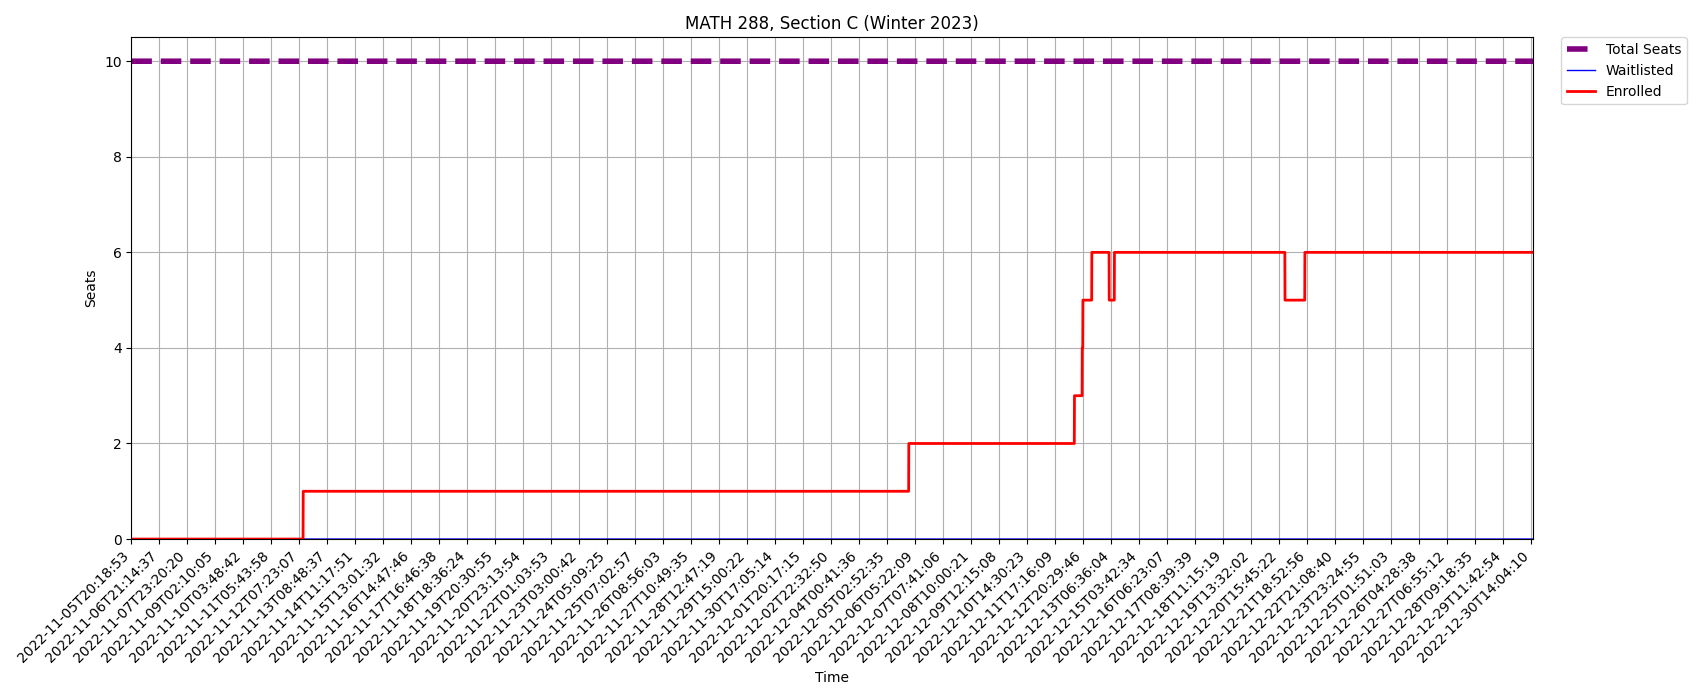 MATH 288, Section C (Winter 2023)
Total Seats
Waitlisted
Enrolled
10
8
6
4
2
0
Seats
2022-11-05T20:18:53
2022-11-06T21:14:37
2022-11-07T23:20:20
2022-11-09T02:10:05
2022-11-10T03:48:42
2022-11-11T05:43:58
2022-11-12T07:23:07
2022-11-13T08:48:37
2022-11-14T11:17:51
2022-11-15T13:01:32
2022-11-16T14:47:46
2022-11-17T16:46:38
2022-11-18T18:36:24
2022-11-19T20:30:55
2022-11-20T23:13:54
2022-11-22T01:03:53
2022-11-23T03:00:42
2022-11-24T05:09:25
2022-11-25T07:02:57
2022-11-26T08:56:03
2022-11-27T10:49:35
2022-11-28T12:47:19
2022-11-29T15:00:22
2022-11-30T17:05:14
2022-12-01T20:17:15
2022-12-02T22:32:50
2022-12-04T00:41:36
2022-12-05T02:52:35
2022-12-06T05:22:09
2022-12-07T07:41:06
2022-12-08T10:00:21
2022-12-09T12:15:08
2022-12-10T14:30:23
2022-12-11T17:16:09
2022-12-12T20:29:46
2022-12-13T06:36:04
2022-12-15T03:42:34
2022-12-16T06:23:07
2022-12-17T08:39:39
2022-12-18T11:15:19
2022-12-19T13:32:02
2022-12-20T15:45:22
2022-12-21T18:52:56
2022-12-22T21:08:40
2022-12-23T23:24:55
2022-12-25T01:51:03
2022-12-26T04:28:38
2022-12-27T06:55:12
2022-12-28T09:18:35
2022-12-29T11:42:54
2022-12-30T14:04:10
Time